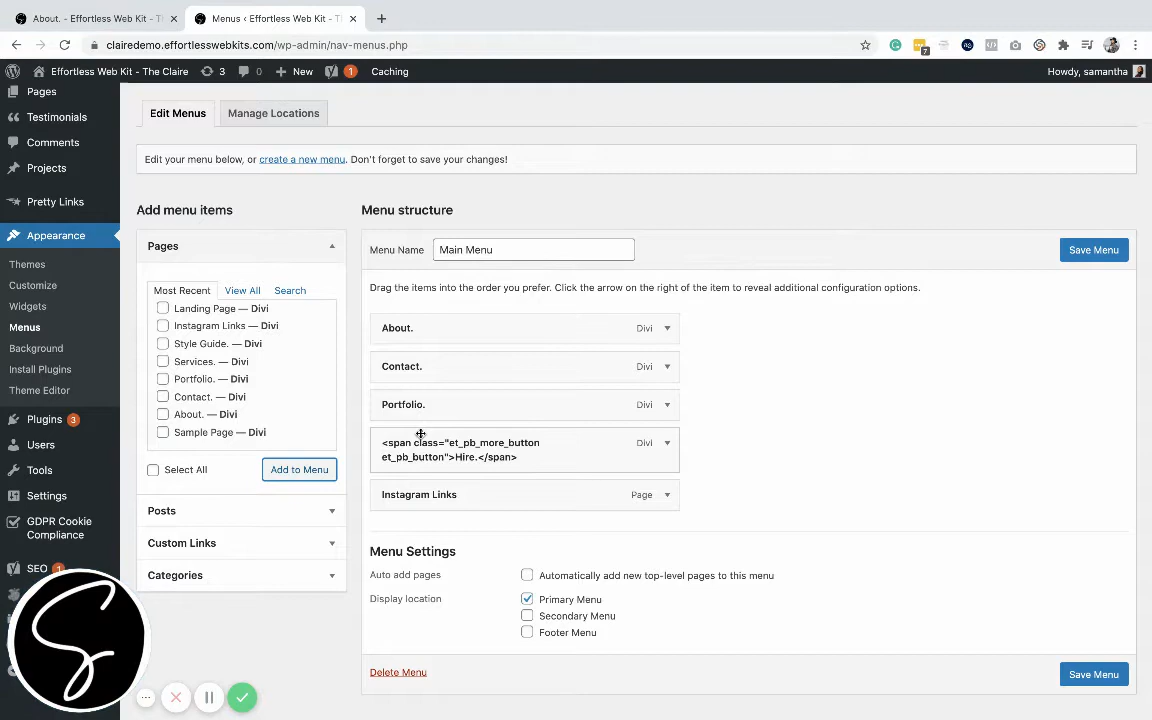 About. - Effortless Web Kit - Th
Menus ‹ Effortless Web Kit - The
clairedemo.effortlesswebkits.com/wp-admin/nav-menus.php
7
Effortless Web Kit - The Claire
3
0
New
1
Caching
Howdy, samantha
Pages
Testimonials
Comments
Projects
Pretty Links
Appearance
Themes
Customize
Widgets
Menus
Background
Install Plugins
Theme Editor
Plugins 3
Users
Tools
Settings
GDPR Cookie
Compliance
SEO 1
Edit Menus
Manage Locations
Edit your menu below, or create a new menu. Don't forget to save your changes!
Add menu items
Pages
Most Recent
View All
Search
Landing Page — Divi
Instagram Links — Divi
Style Guide. — Divi
Services. — Divi
Portfolio. — Divi
Contact. — Divi
About. — Divi
Sample Page — Divi
Select All
Add to Menu
Posts
Custom Links
Categories
Menu structure
Menu Name
Main Menu
Save Menu
Drag the items into the order you prefer. Click the arrow on the right of the item to reveal additional configuration options.
About. Divi
Contact. Divi
Portfolio. Divi
<span class="et_pb_more_button Divi
et_pb_button">Hire.</span>
Instagram Links Page
Menu Settings
Auto add pages
Automatically add new top-level pages to this menu
Display location
Primary Menu
Secondary Menu
Footer Menu
Delete Menu
Save Menu
S